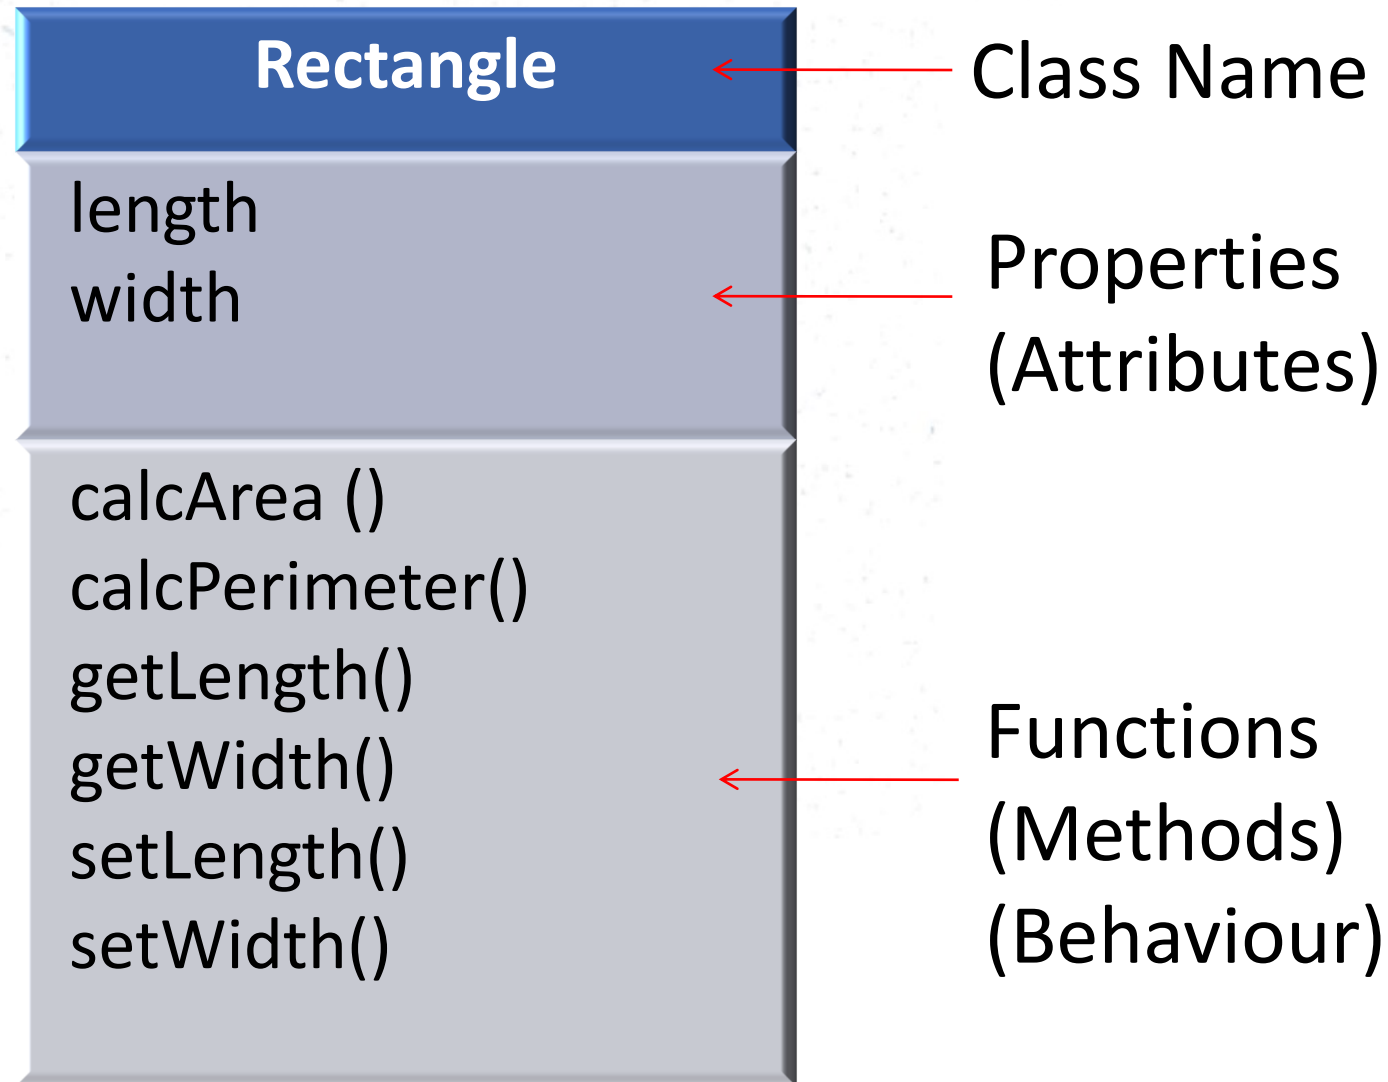 Rectangle
Class Name
length
width
Properties
(Attributes)
calcArea ()
calcPerimeter()
getLength()
getWidth()
setLength()
setWidth()
Functions
(Methods)
(Behaviour)